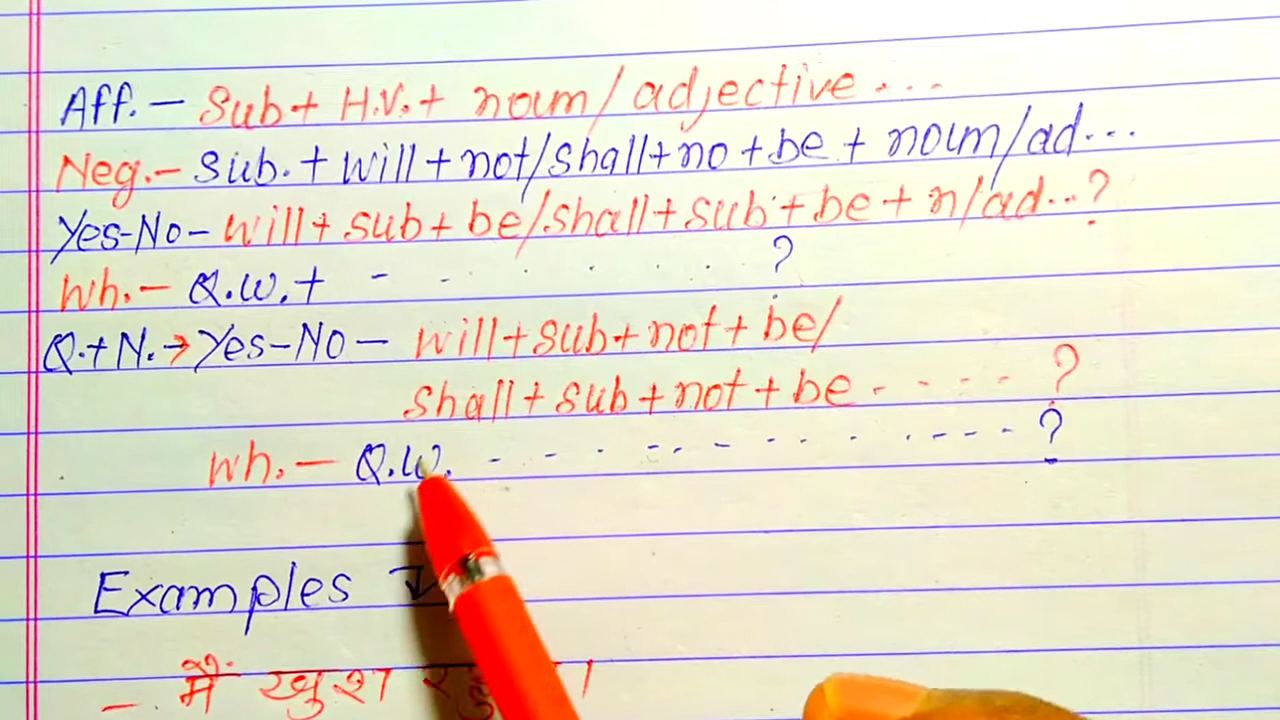 Aff. - Sub + H.V. + noun/adjective ...
Neg. - Sub. + will + not/shall + no + be + noun/ad...
Yes-No - will + sub + be/shall + sub + be + n/ad...?
Wh. - Q.W. + - . . . . . . ?
Q. + N. → Yes-No - will + sub + not + be/
shall + sub + not + be - - - - ?
wh. - Q.W. - - - - - - - - - - - - ?
Examples
- मैं खुश